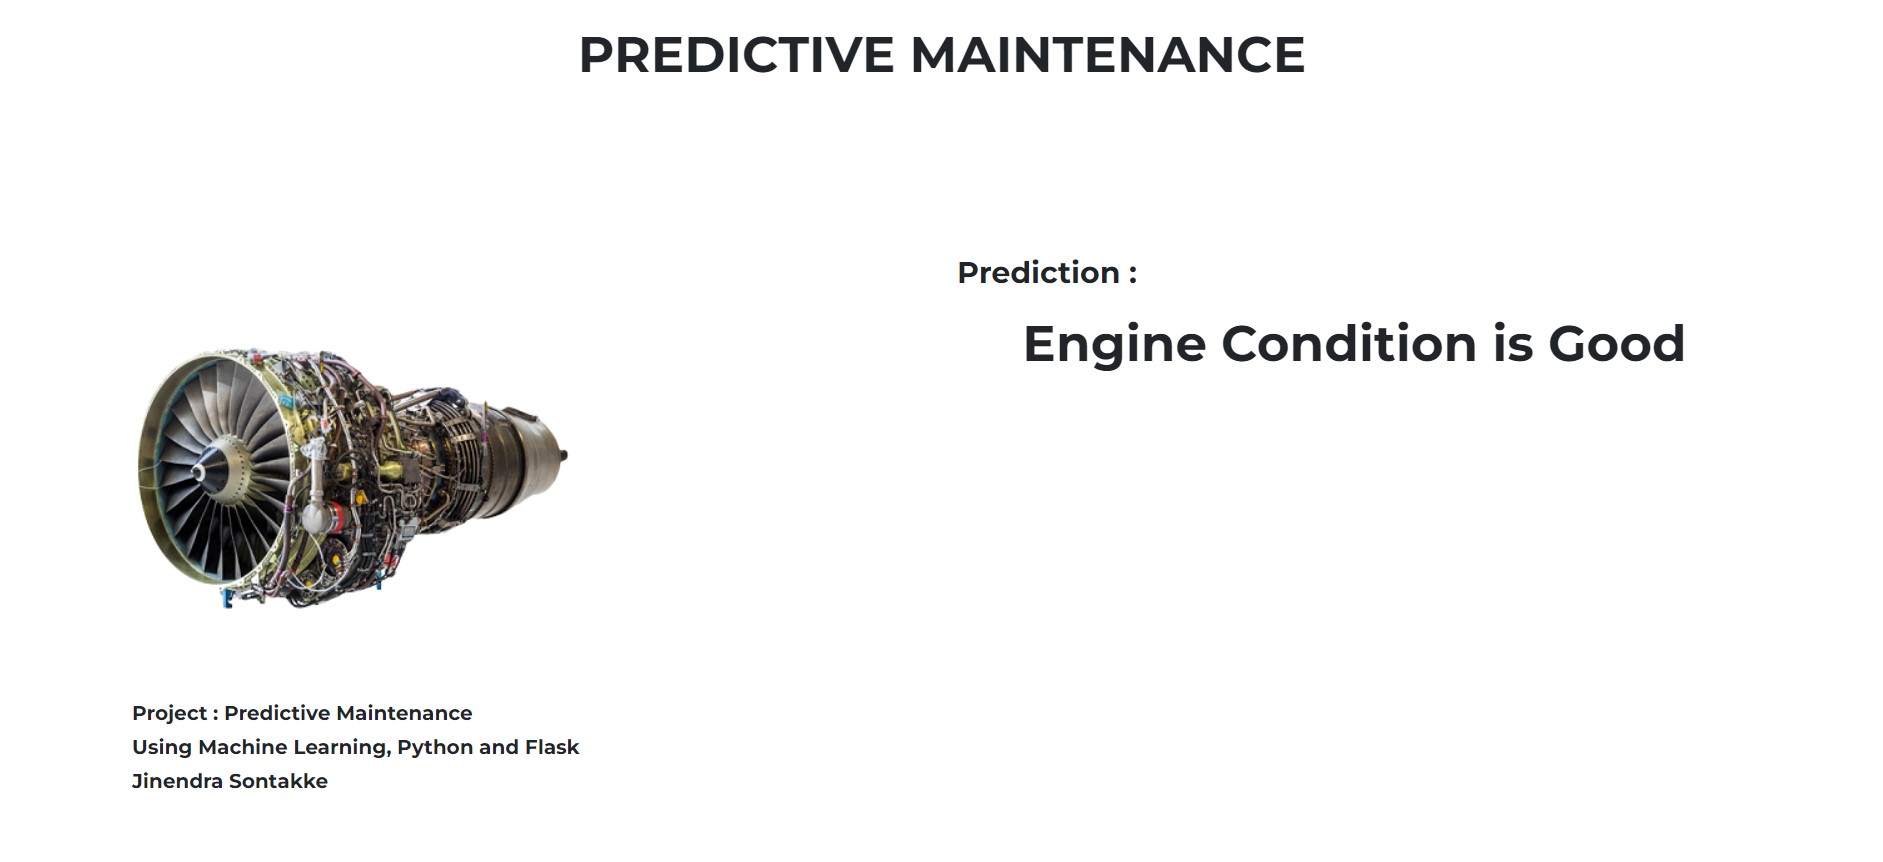 PREDICTIVE MAINTENANCE
Prediction :
Engine Condition is Good
Project : Predictive Maintenance
Using Machine Learning, Python and Flask
Jinendra Sontakke